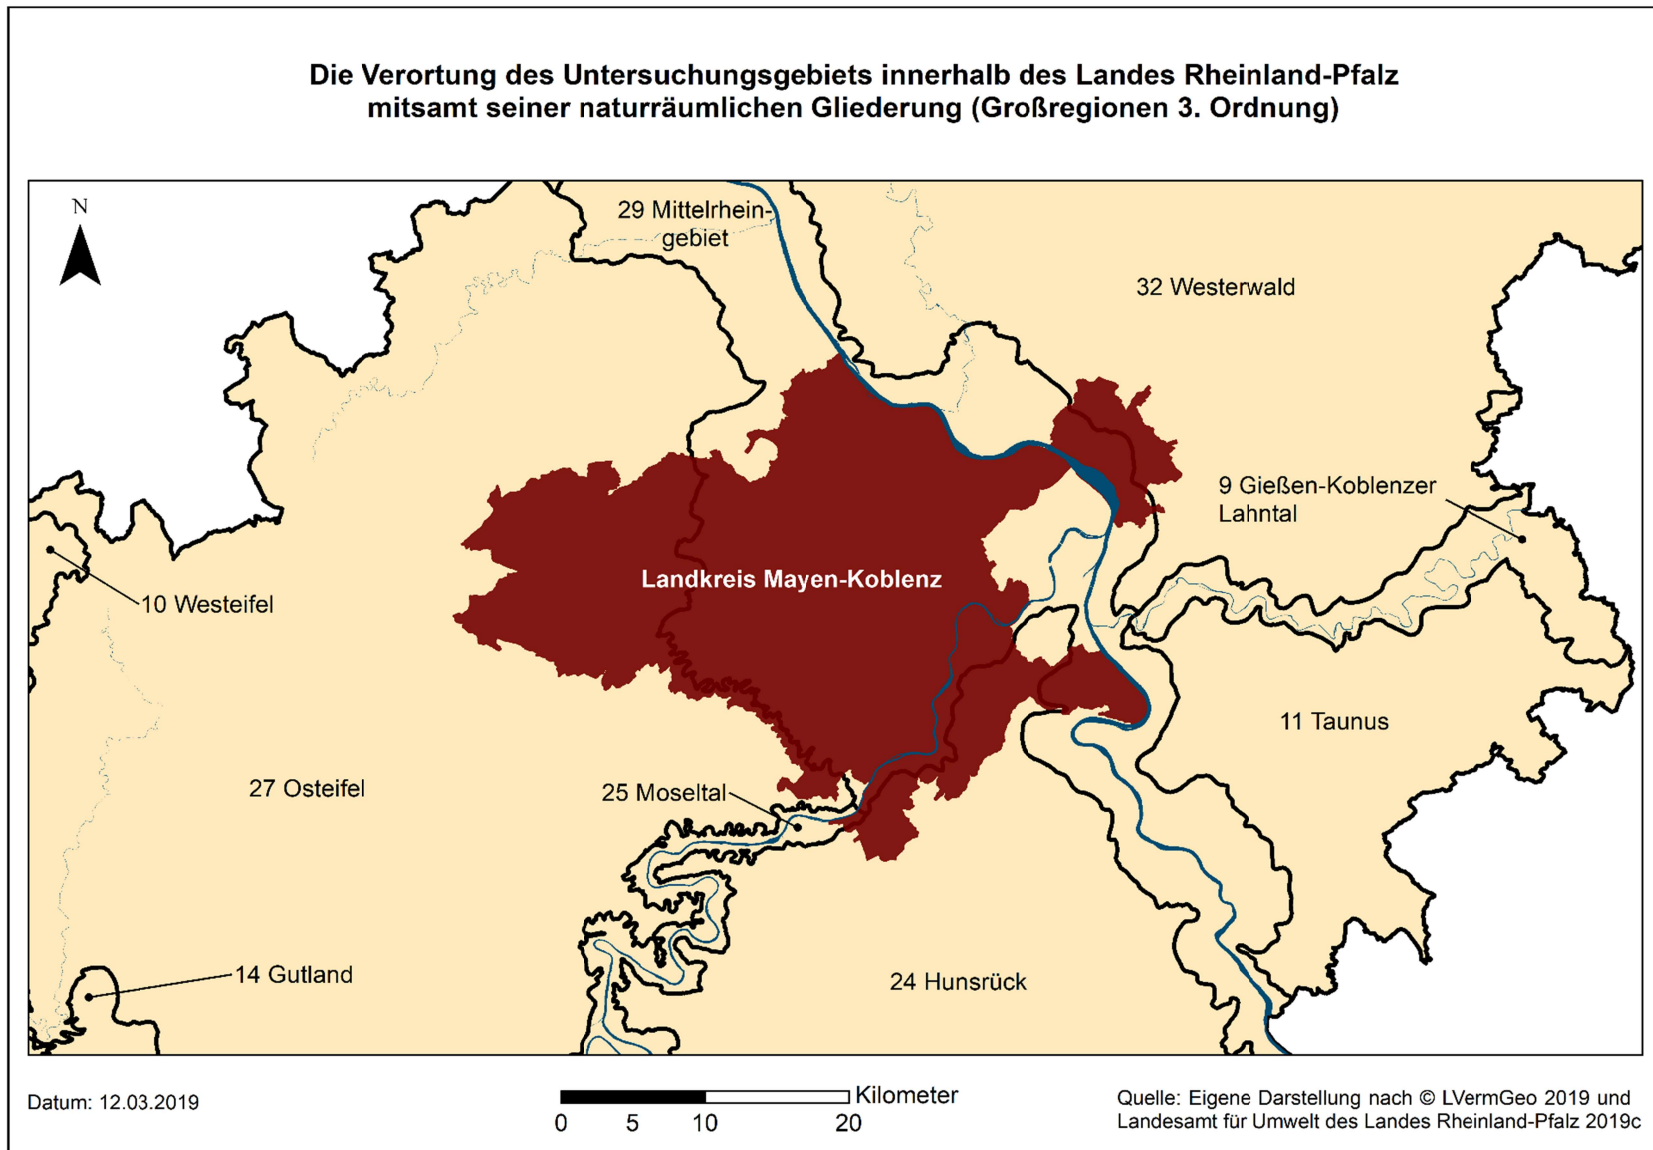 Die Verortung des Untersuchungsgebiets innerhalb des Landes Rheinland-Pfalz
mitsamt seiner naturräumlichen Gliederung (Großregionen 3. Ordnung)
N
29 Mittelrhein-
gebiet
32 Westerwald
9 Gießen-Koblenzer
Lahntal
Landkreis Mayen-Koblenz
10 Westeifel
11 Taunus
27 Osteifel
25 Moseltal
14 Gutland
24 Hunsrück
Datum: 12.03.2019
Kilometer
0 5 10 20
Quelle: Eigene Darstellung nach © LVermGeo 2019 und
Landesamt für Umwelt des Landes Rheinland-Pfalz 2019c